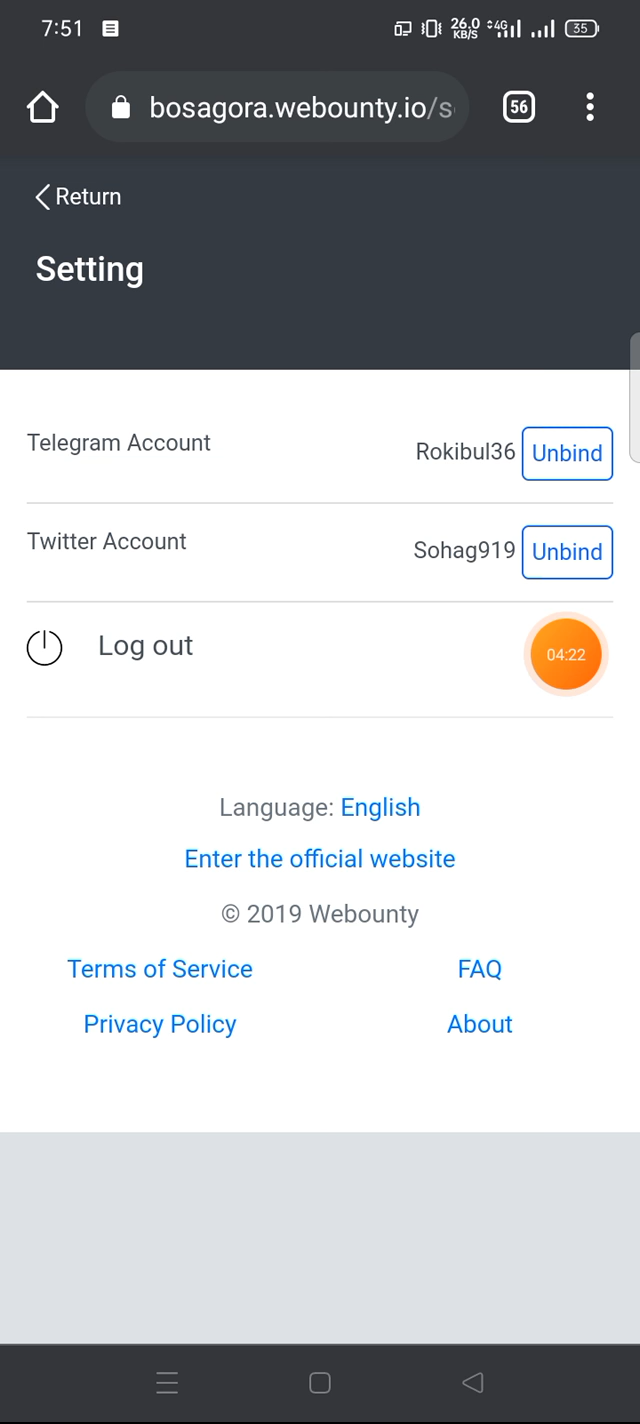 7:51 26.0 KB/S 4G 35
bosagora.webounty.io/s 56
Return
Setting
Telegram Account Rokibul36 Unbind
Twitter Account Sohag919 Unbind
Log out 04:22
Language: English
Enter the official website
© 2019 Webounty
Terms of Service FAQ
Privacy Policy About